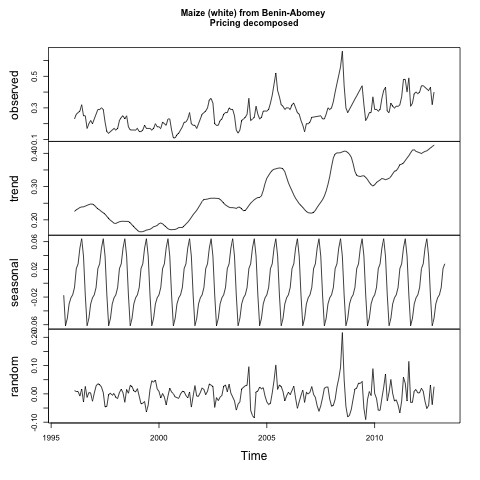 Maize (white) from Benin-Abomey
Pricing decomposed
observed
0.1 0.3 0.5
trend
0.20 0.30 0.40
seasonal
-0.06 -0.02 0.02 0.06
random
-0.10 0.00 0.10 0.20
1995 2000 2005 2010
Time